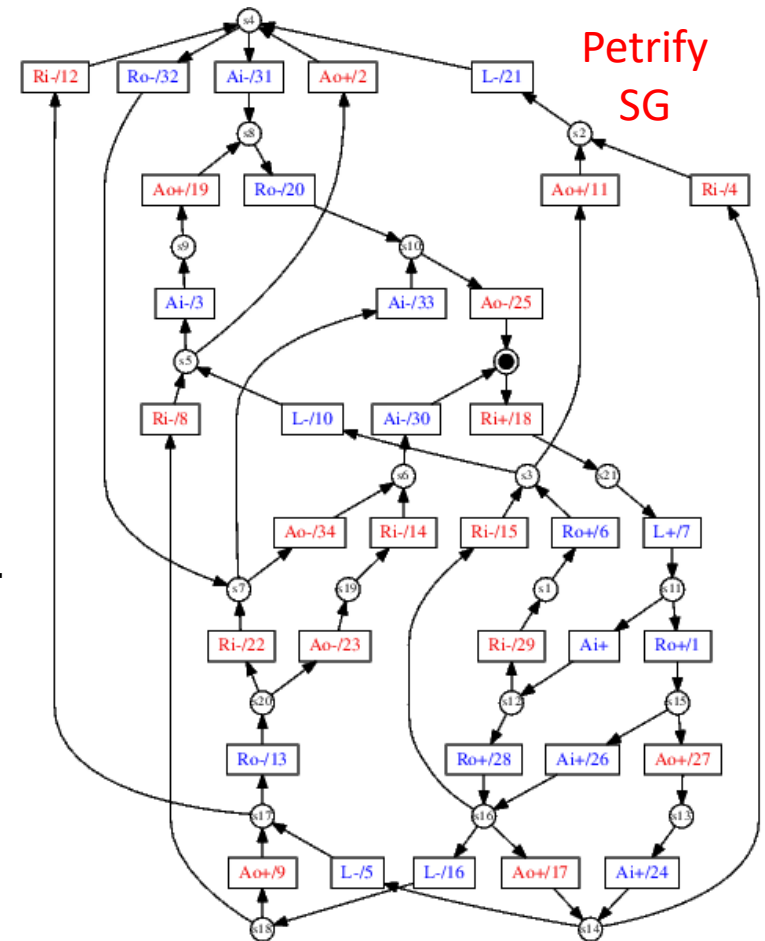 Petrify
SG
s4
Ri-/12
Ro-/32
Ai-/31
Ao+/2
L-/21
s8
s2
Ao+/19
Ro-/20
Ao+/11
Ri-/4
s9
s10
Ai-/3
Ai-/33
Ao-/25
s5
Ri-/8
L-/10
Ai-/30
Ri+/18
s6
s3
s21
Ao-/34
Ri-/14
Ri-/15
Ro+/6
L+/7
s7
s19
s1
s11
Ri-/22
Ao-/23
Ri-/29
Ai+
Ro+/1
s20
s12
s15
Ro-/13
Ro+/28
Ai+/26
Ao+/27
s17
s16
s13
Ao+/9
L-/5
L-/16
Ao+/17
Ai+/24
s18
s14